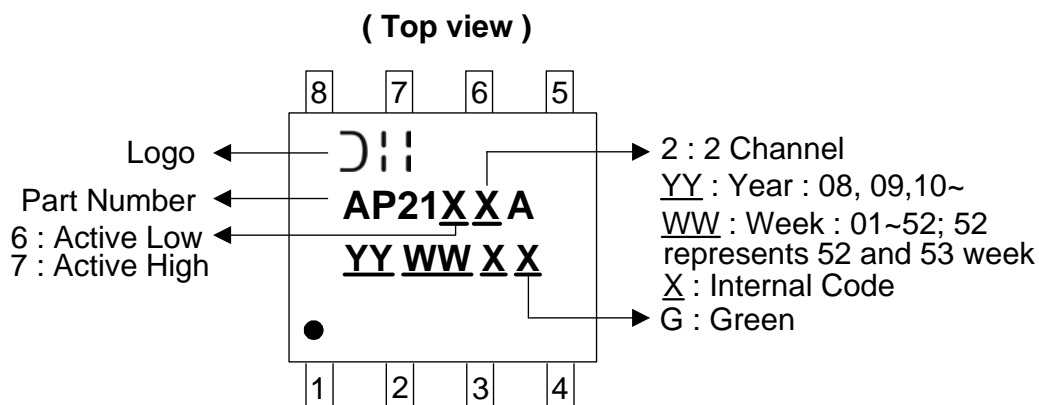 ( Top view )
8 7 6 5
Logo
Part Number
6 : Active Low
7 : Active High
AP21X X A
YY WW X X
2 : 2 Channel
YY : Year : 08, 09,10~
WW : Week : 01~52; 52
represents 52 and 53 week
X : Internal Code
G : Green
1 2 3 4